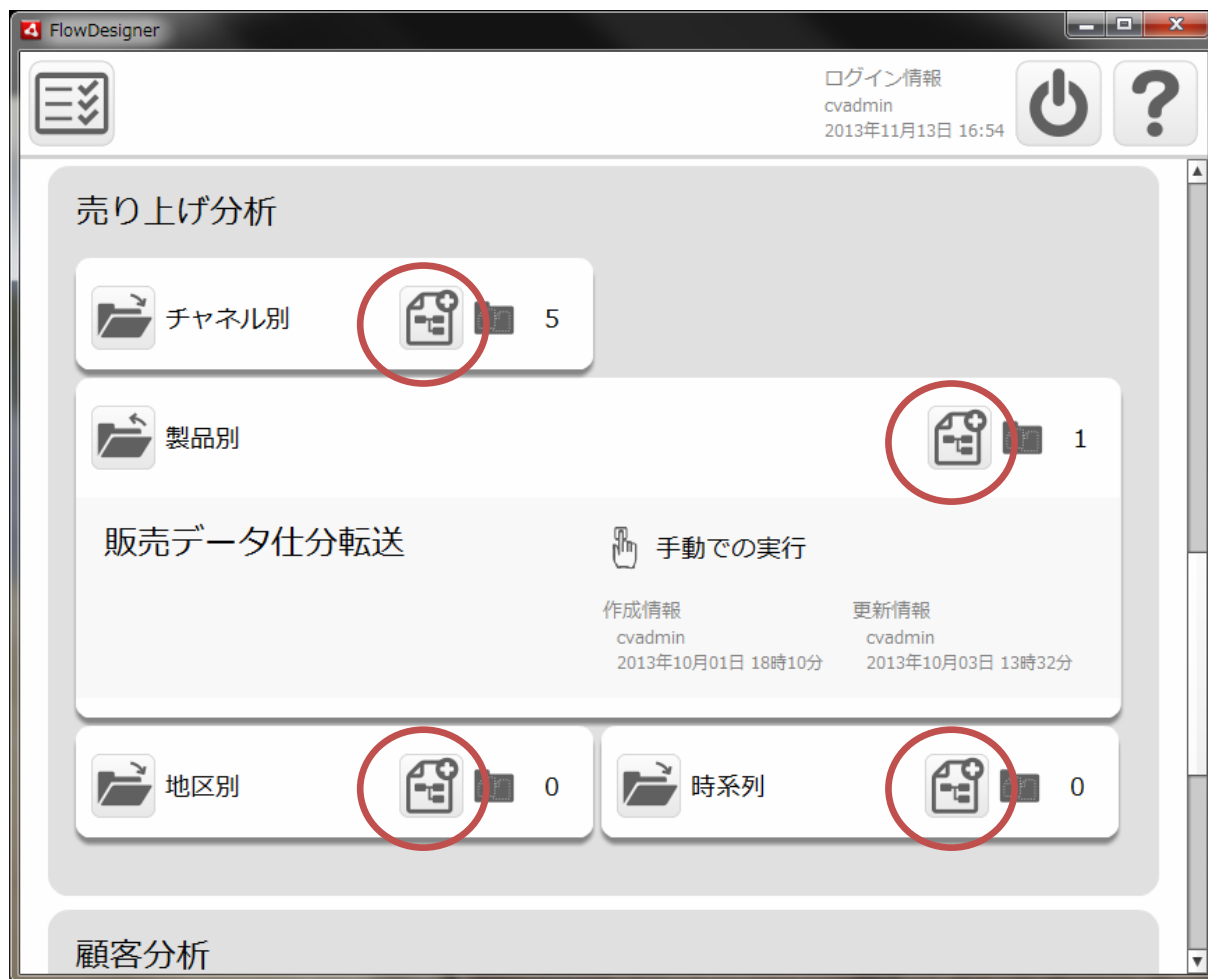 FlowDesigner
ログイン情報
cvadmin
2013年11月13日 16:54
売り上げ分析
チャネル別
5
製品別
1
販売データ仕分転送
手動での実行
作成情報
cvadmin
2013年10月01日 18時10分
更新情報
cvadmin
2013年10月03日 13時32分
地区別
0
時系列
0
顧客分析